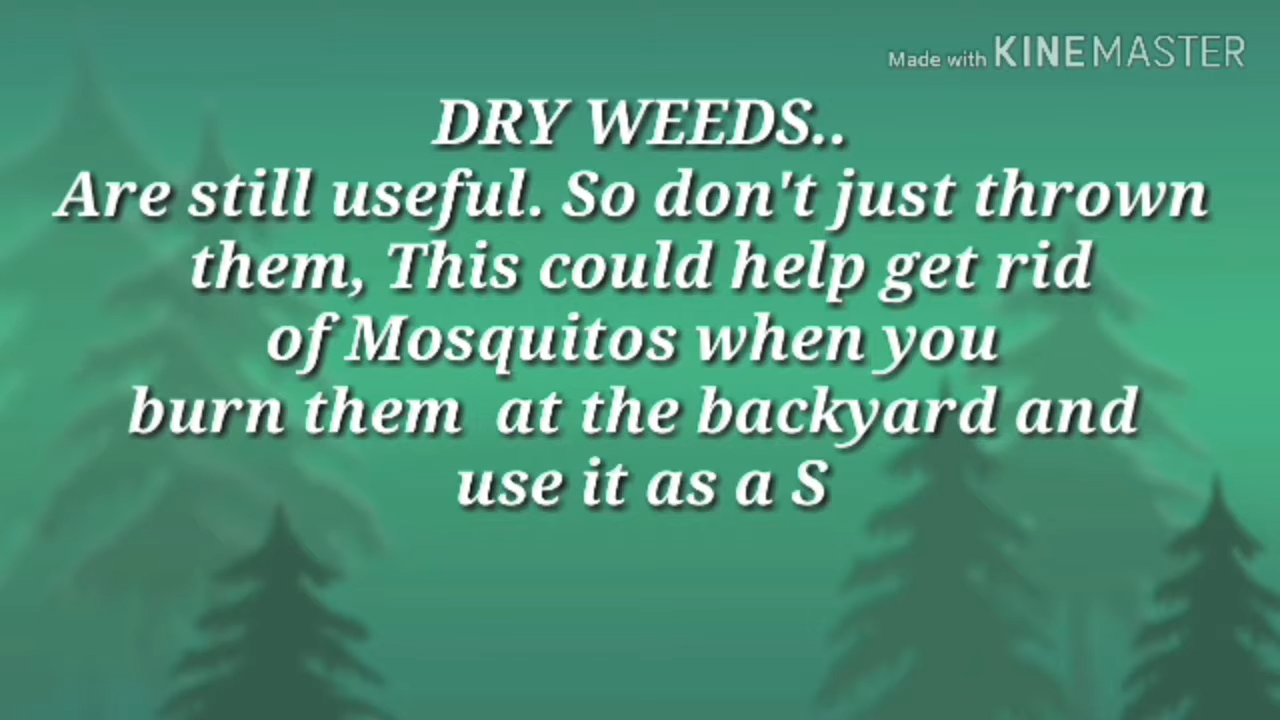 Made with KINEMASTER
DRY WEEDS..
Are still useful. So don't just thrown
them, This could help get rid
of Mosquitos when you
burn them at the backyard and
use it as a S